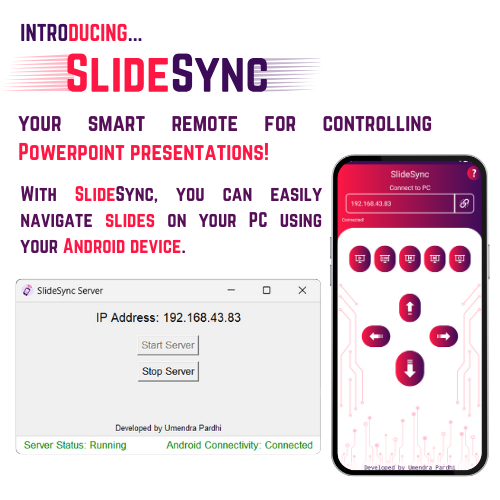 INTRODUCING...
SLIDESYNC
YOUR SMART REMOTE FOR CONTROLLING
POWERPOINT PRESENTATIONS!
WITH SLIDESYNC, YOU CAN EASILY
NAVIGATE SLIDES ON YOUR PC USING
YOUR ANDROID DEVICE.
SlideSync Server
IP Address: 192.168.43.83
Start Server
Stop Server
Developed by Umendra Pardhi
Server Status: Running
Android Connectivity: Connected
SlideSync
?
Connect to PC
192.168.43.83
Connected!
Developed by Umendra Pardhi